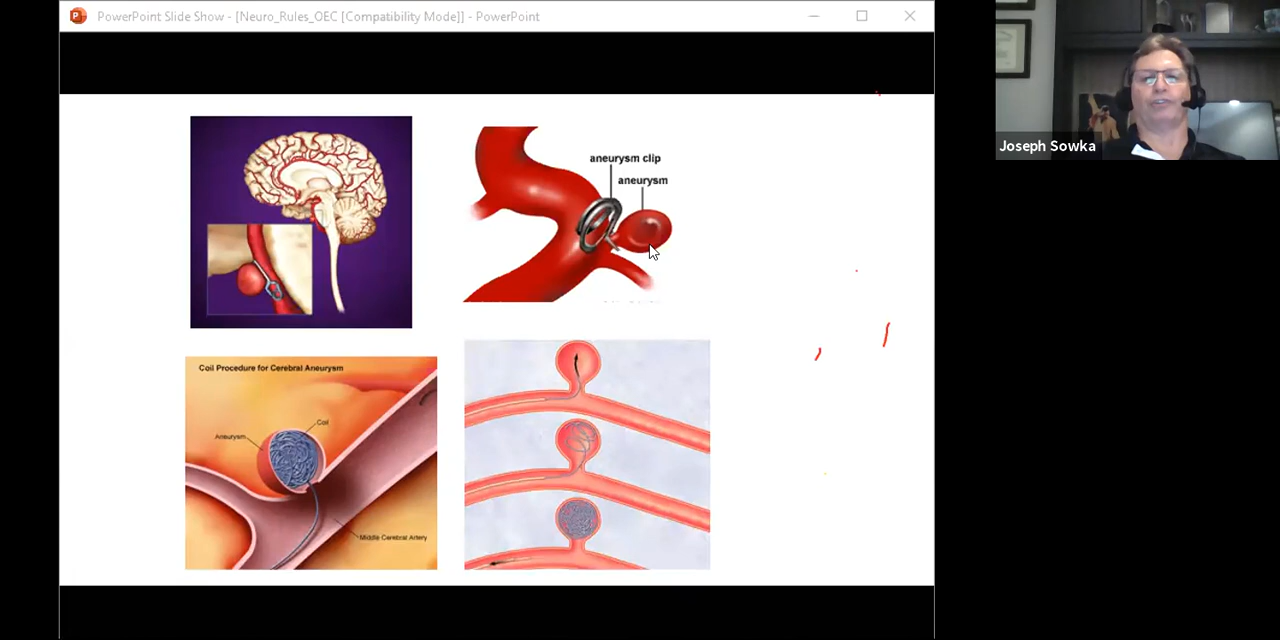 PowerPoint Slide Show - [Neuro_Rules_OEC [Compatibility Mode]] - PowerPoint
Joseph Sowka
aneurysm clip
aneurysm
Coil Procedure for Cerebral Aneurysm
Coil
Aneurysm
Middle Cerebral Artery